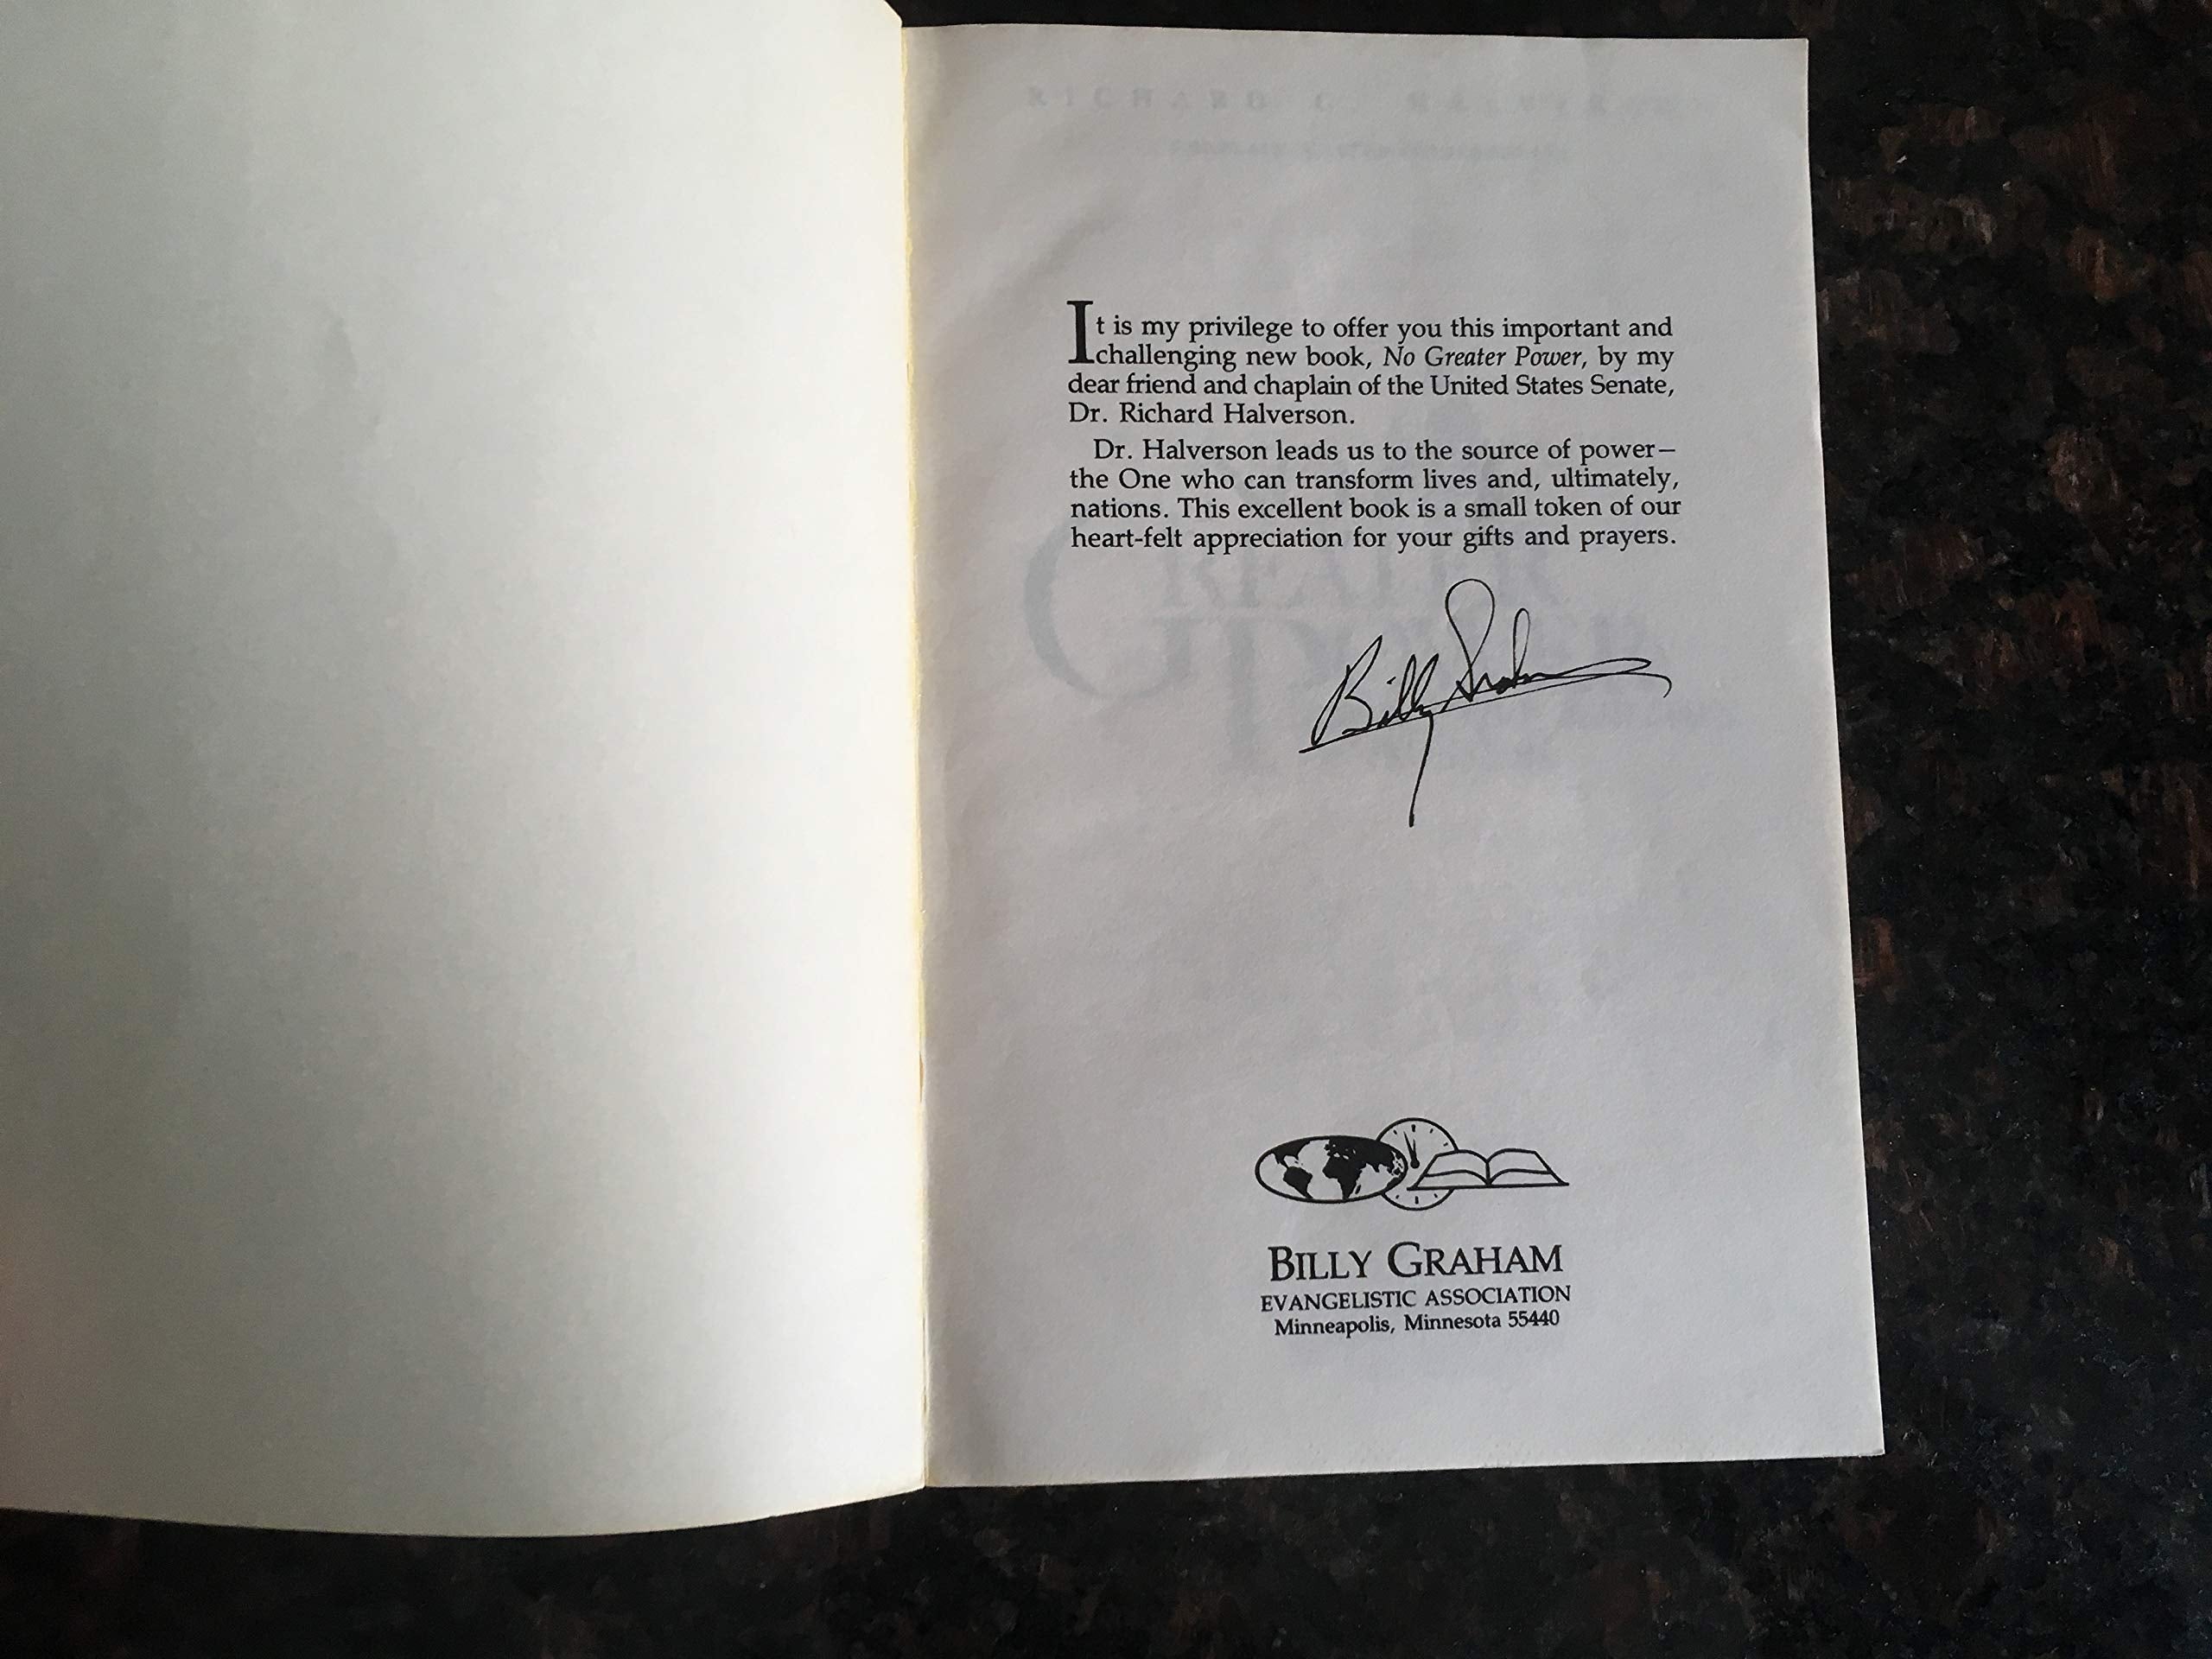 It is my privilege to offer you this important and
challenging new book, No Greater Power, by my
dear friend and chaplain of the United States Senate,
Dr. Richard Halverson.
Dr. Halverson leads us to the source of power—
the One who can transform lives and, ultimately,
nations. This excellent book is a small token of our
heart-felt appreciation for your gifts and prayers.
Billy Graham
BILLY GRAHAM
EVANGELISTIC ASSOCIATION
Minneapolis, Minnesota 55440